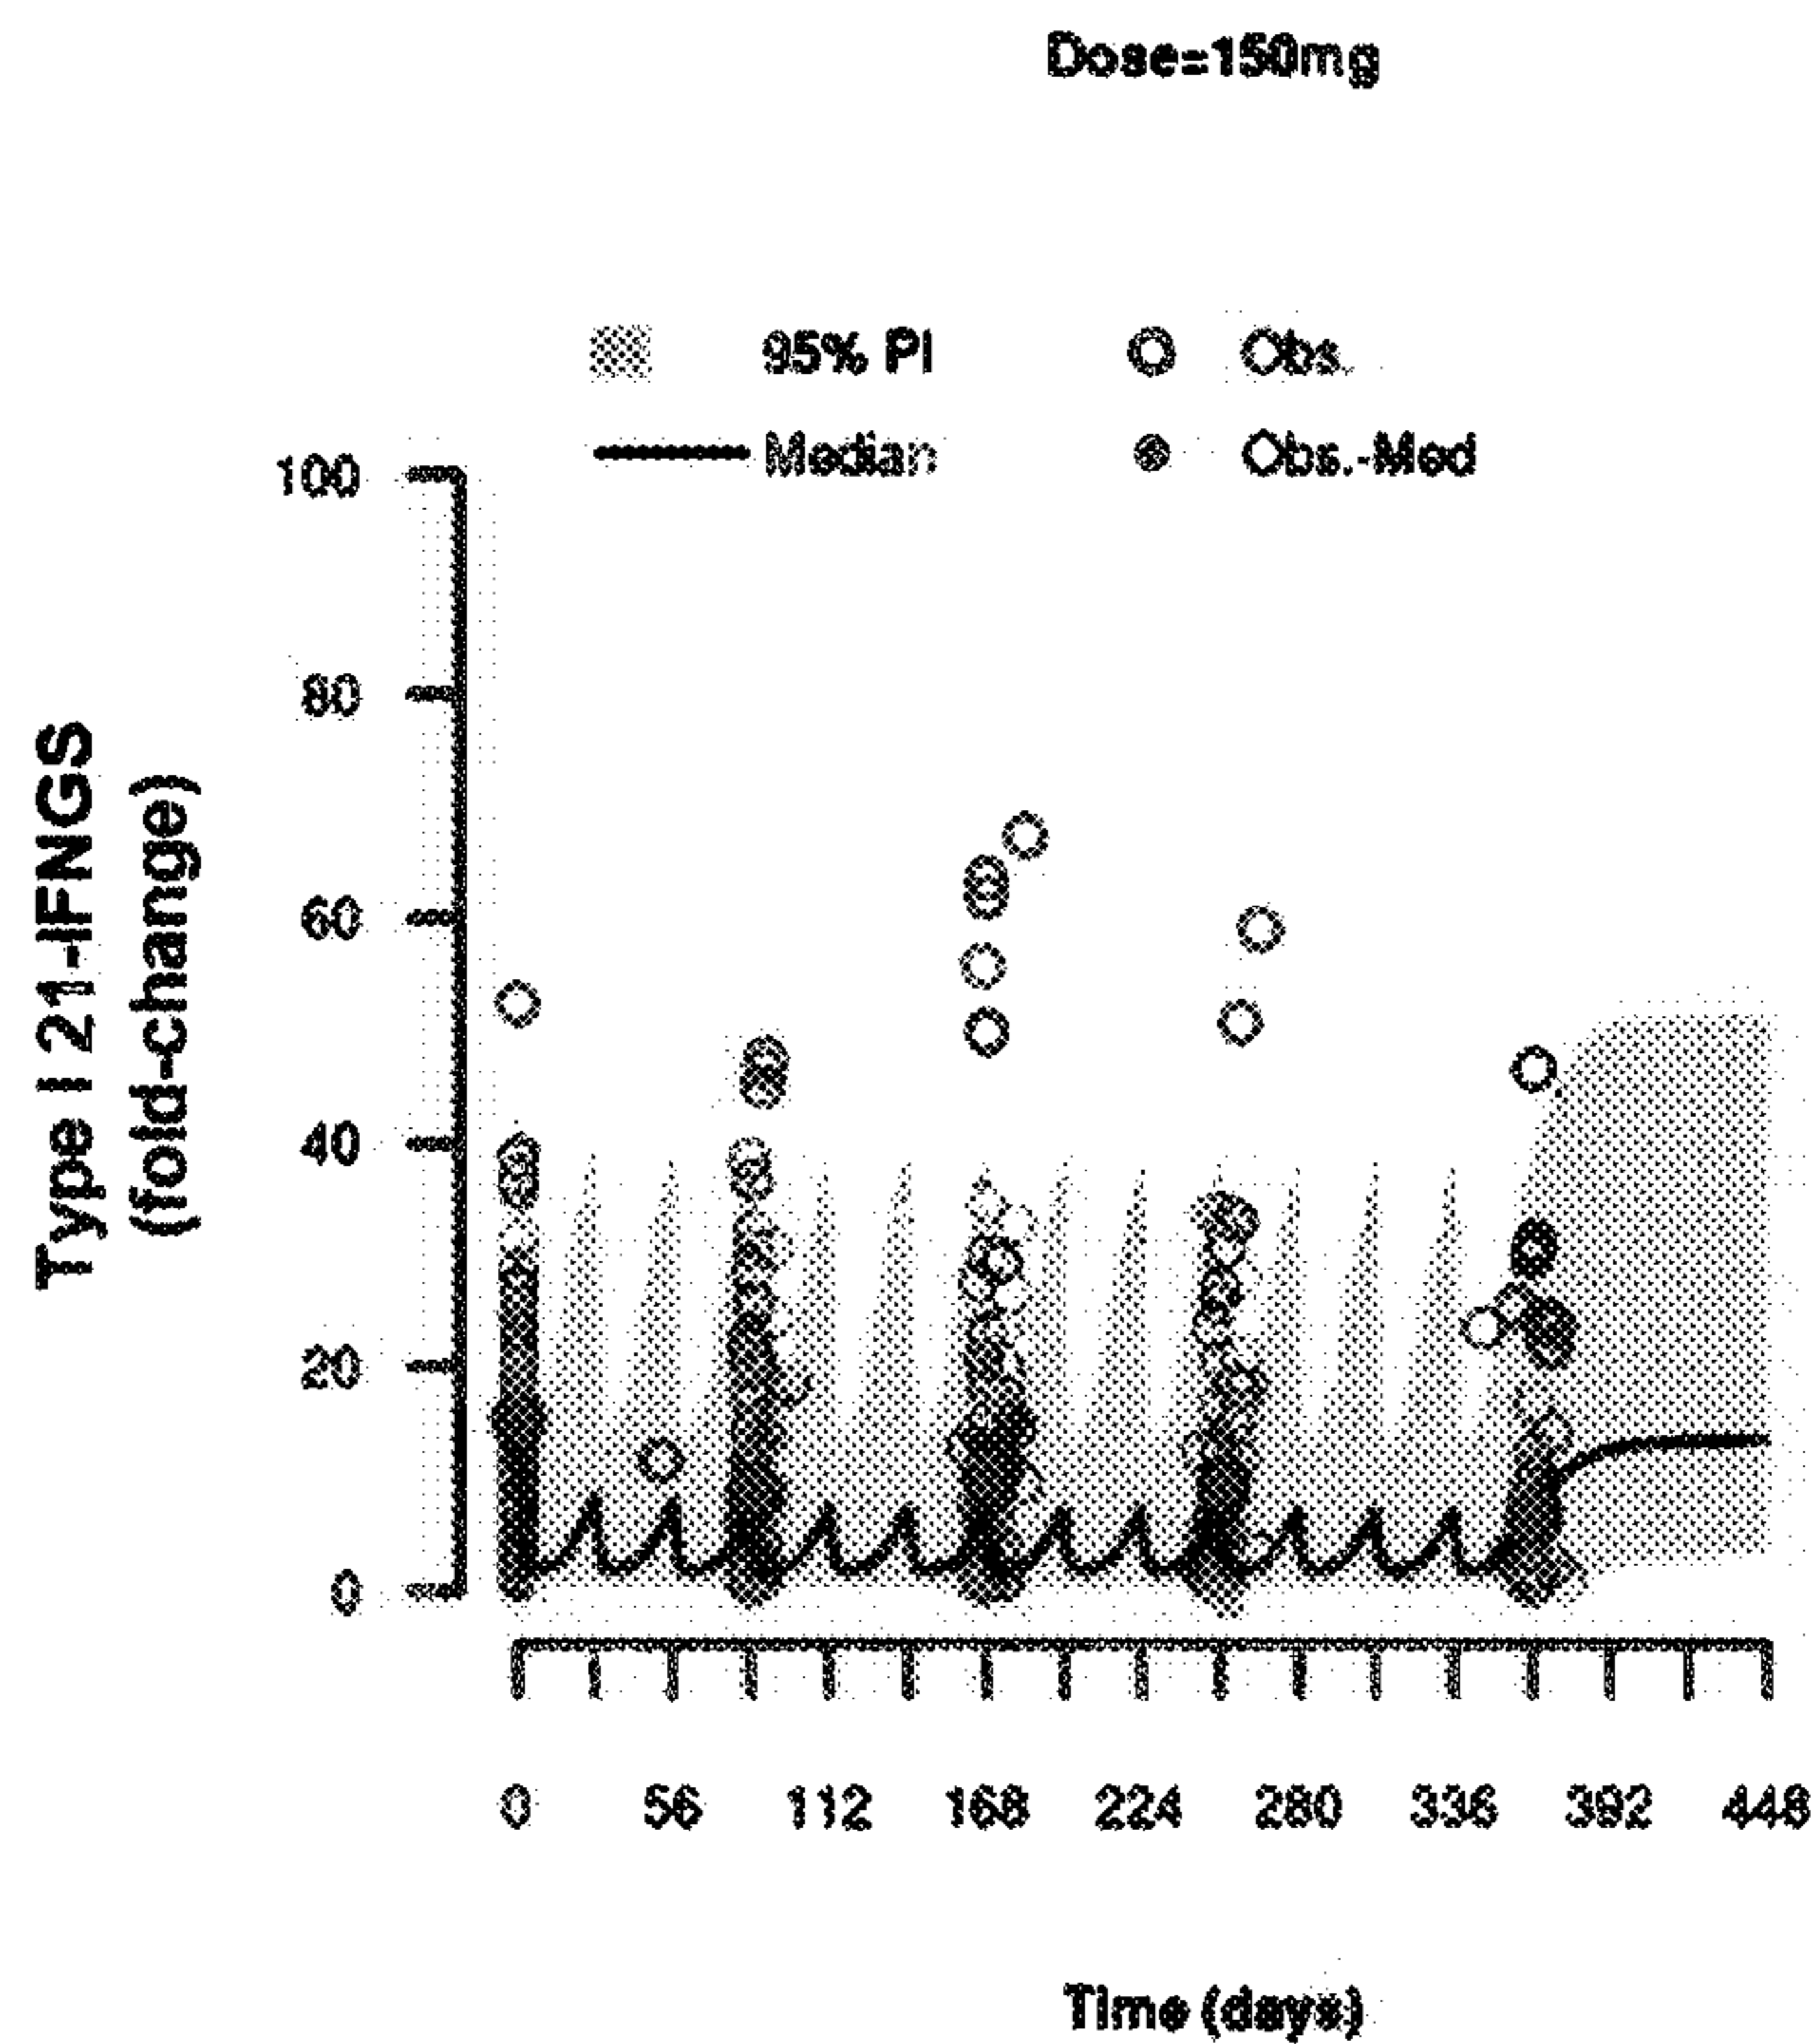 Dose=150mg
95% PI
Obs.
Median
Obs.-Med
Type I 21-IFNGS
(fold-change)
100
80
60
40
20
0
0 56 112 168 224 280 336 392 448
Time (days)